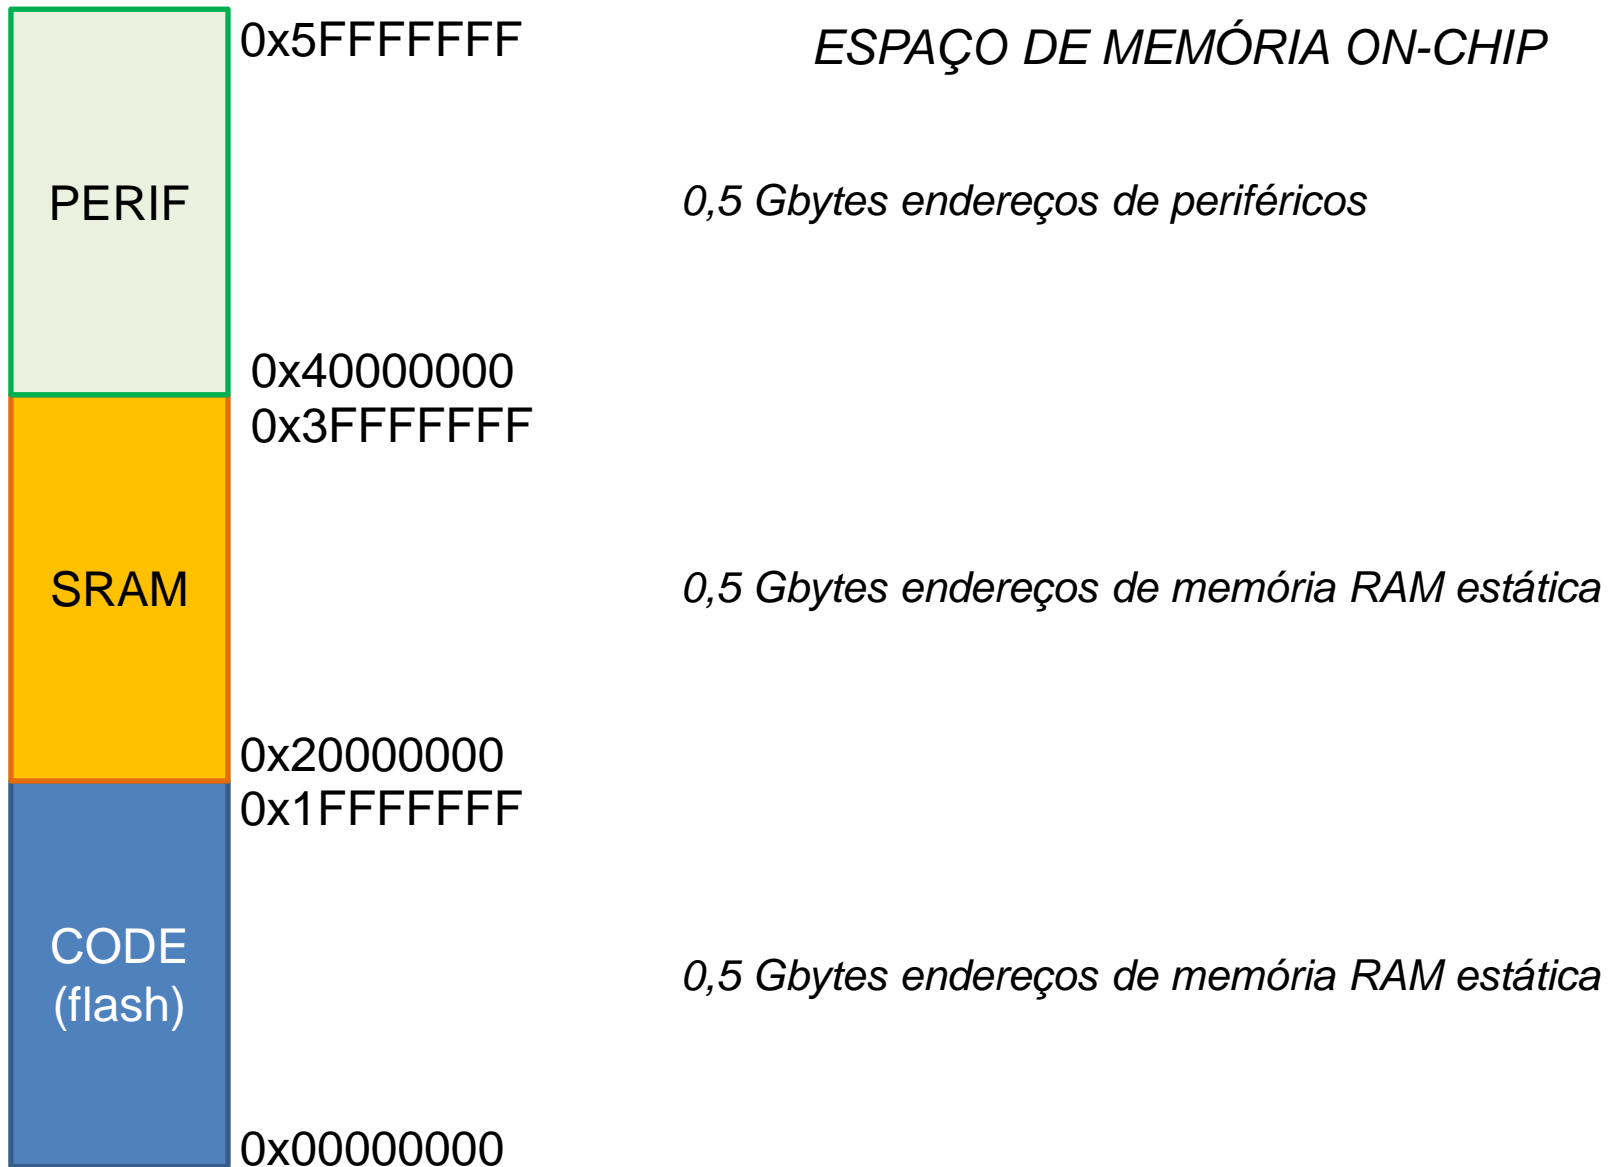 0x5FFFFFFF
ESPAÇO DE MEMÓRIA ON-CHIP
PERIF
0,5 Gbytes endereços de periféricos
0x40000000
0x3FFFFFFF
SRAM
0,5 Gbytes endereços de memória RAM estática
0x20000000
0x1FFFFFFF
CODE
(flash)
0,5 Gbytes endereços de memória RAM estática
0x00000000